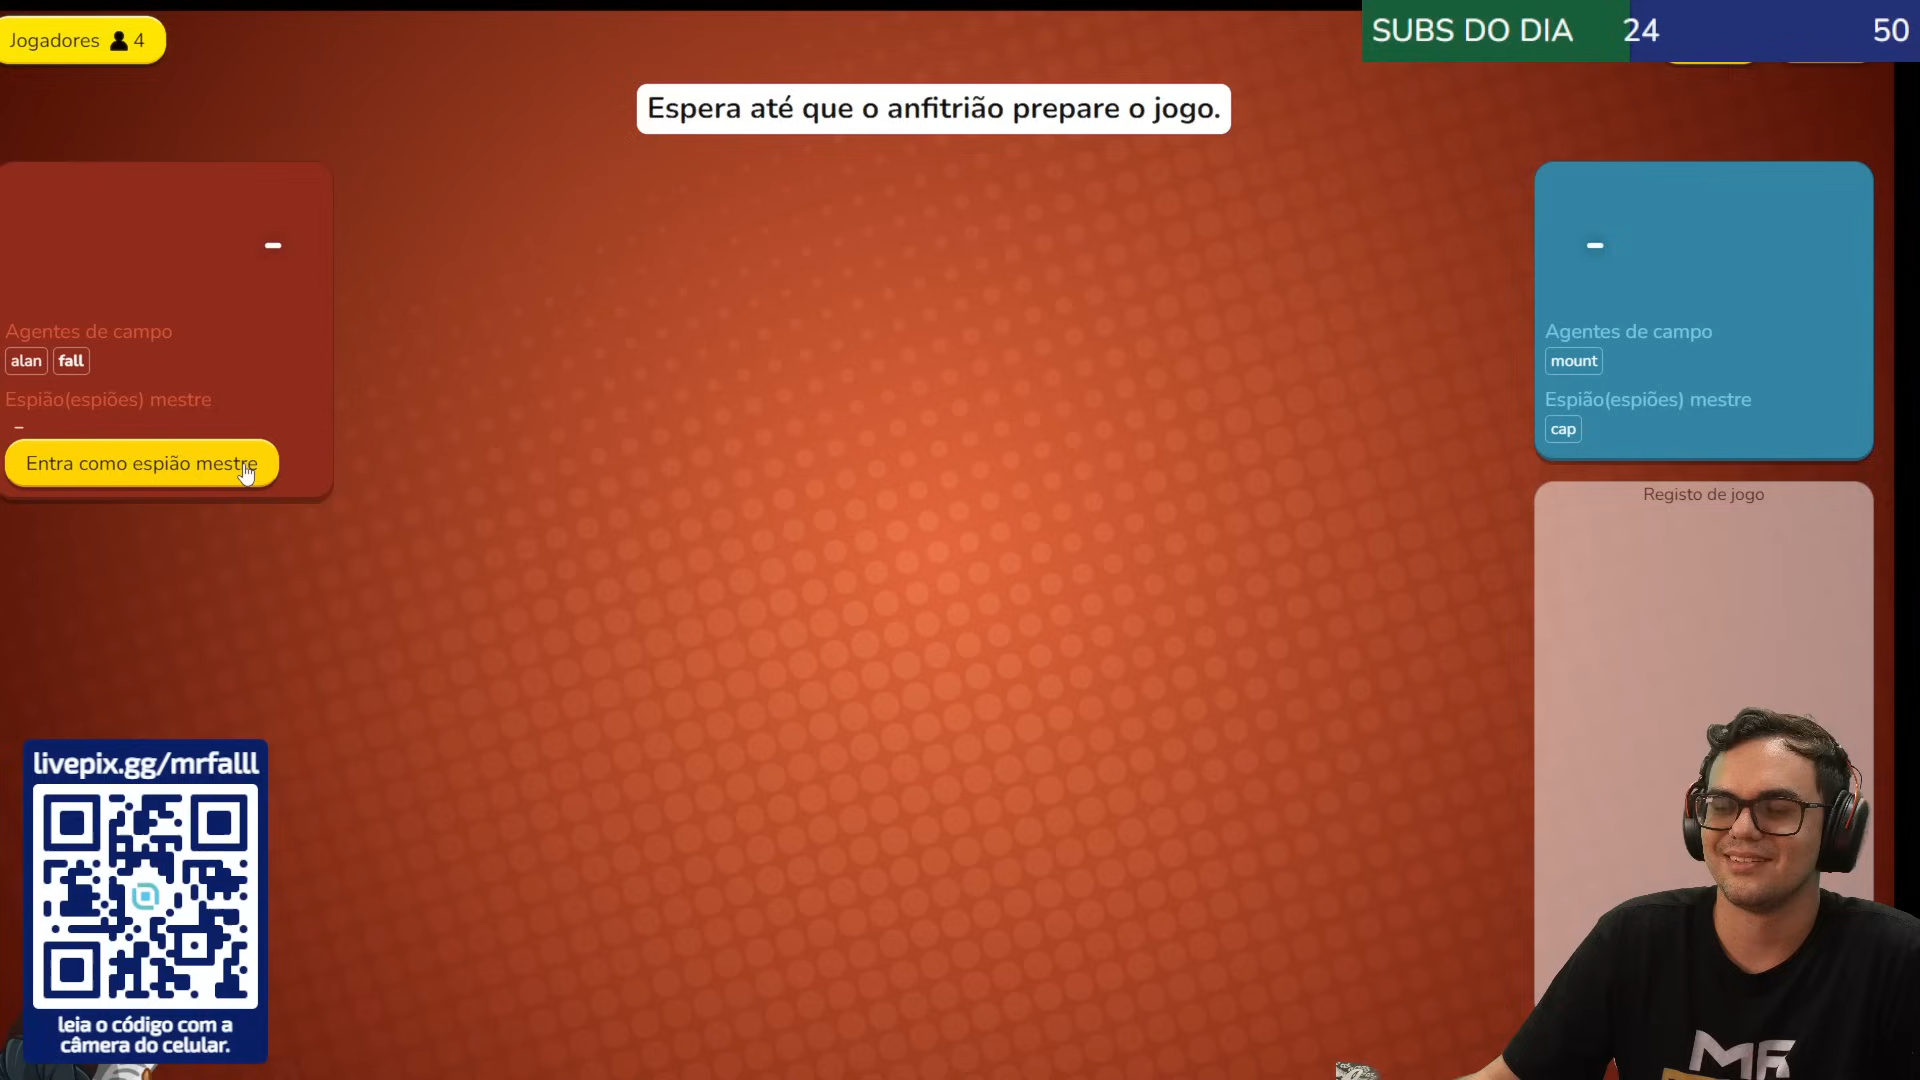 Jogadores 4
SUBS DO DIA 24 50
Espera até que o anfitrião prepare o jogo.
-
Agentes de campo
alan fall
Espião(espiões) mestre
-
Entra como espião mestre
-
Agentes de campo
mount
Espião(espiões) mestre
cap
Registo de jogo
livepix.gg/mrfalll
leia o código com a
câmera do celular.